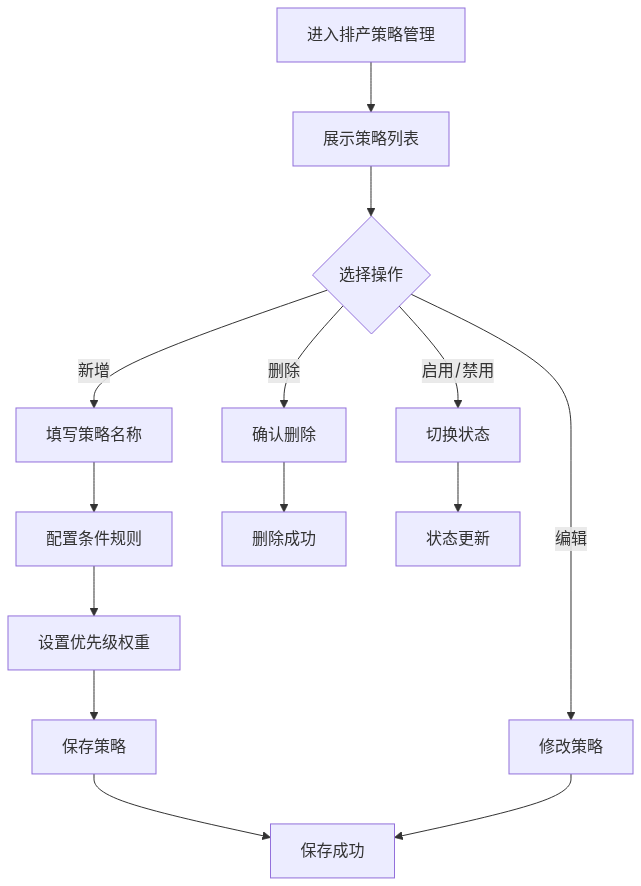 进入排产策略管理
展示策略列表
选择操作
新增
删除
启用/禁用
填写策略名称
确认删除
切换状态
配置条件规则
删除成功
状态更新
编辑
设置优先级权重
保存策略
修改策略
保存成功